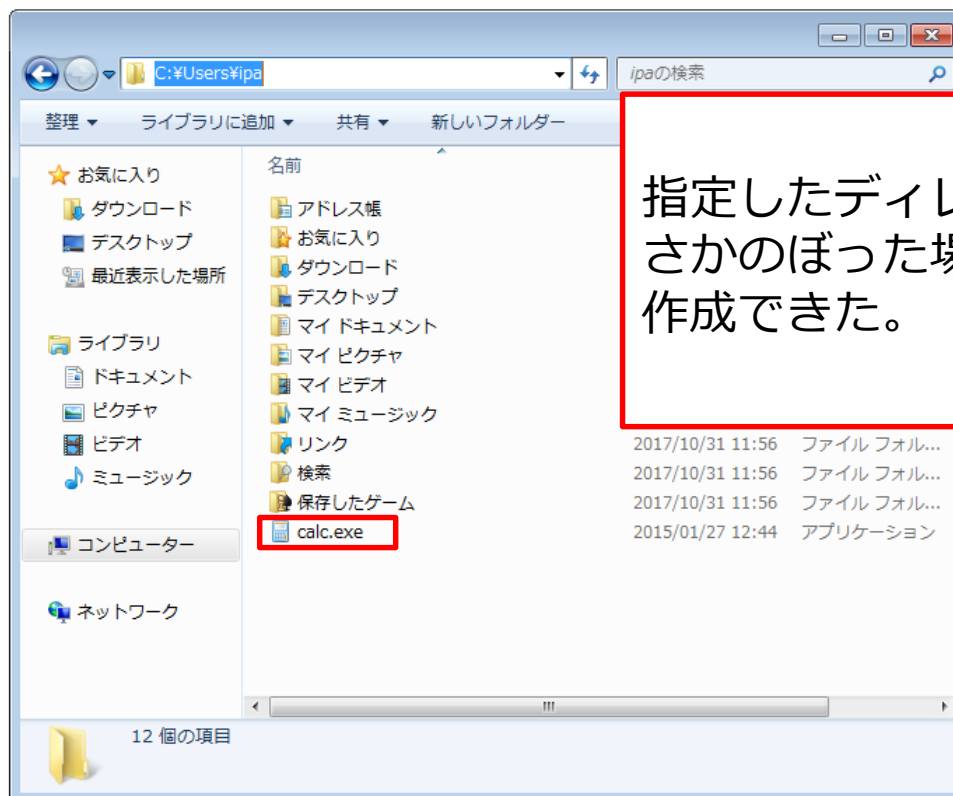 C:¥Users¥ipa
ipaの検索
整理 ライブラリに追加 共有 新しいフォルダー
お気に入り
ダウンロード
デスクトップ
最近表示した場所
ライブラリ
ドキュメント
ピクチャ
ビデオ
ミュージック
コンピューター
ネットワーク
名前
アドレス帳
お気に入り
ダウンロード
デスクトップ
マイ ドキュメント
マイ ピクチャ
マイ ビデオ
マイ ミュージック
リンク 2017/10/31 11:56 ファイル フォル...
検索 2017/10/31 11:56 ファイル フォル...
保存したゲーム 2017/10/31 11:56 ファイル フォル...
calc.exe 2015/01/27 12:44 アプリケーション
指定したディレ
さかのぼった場
作成できた。
12 個の項目